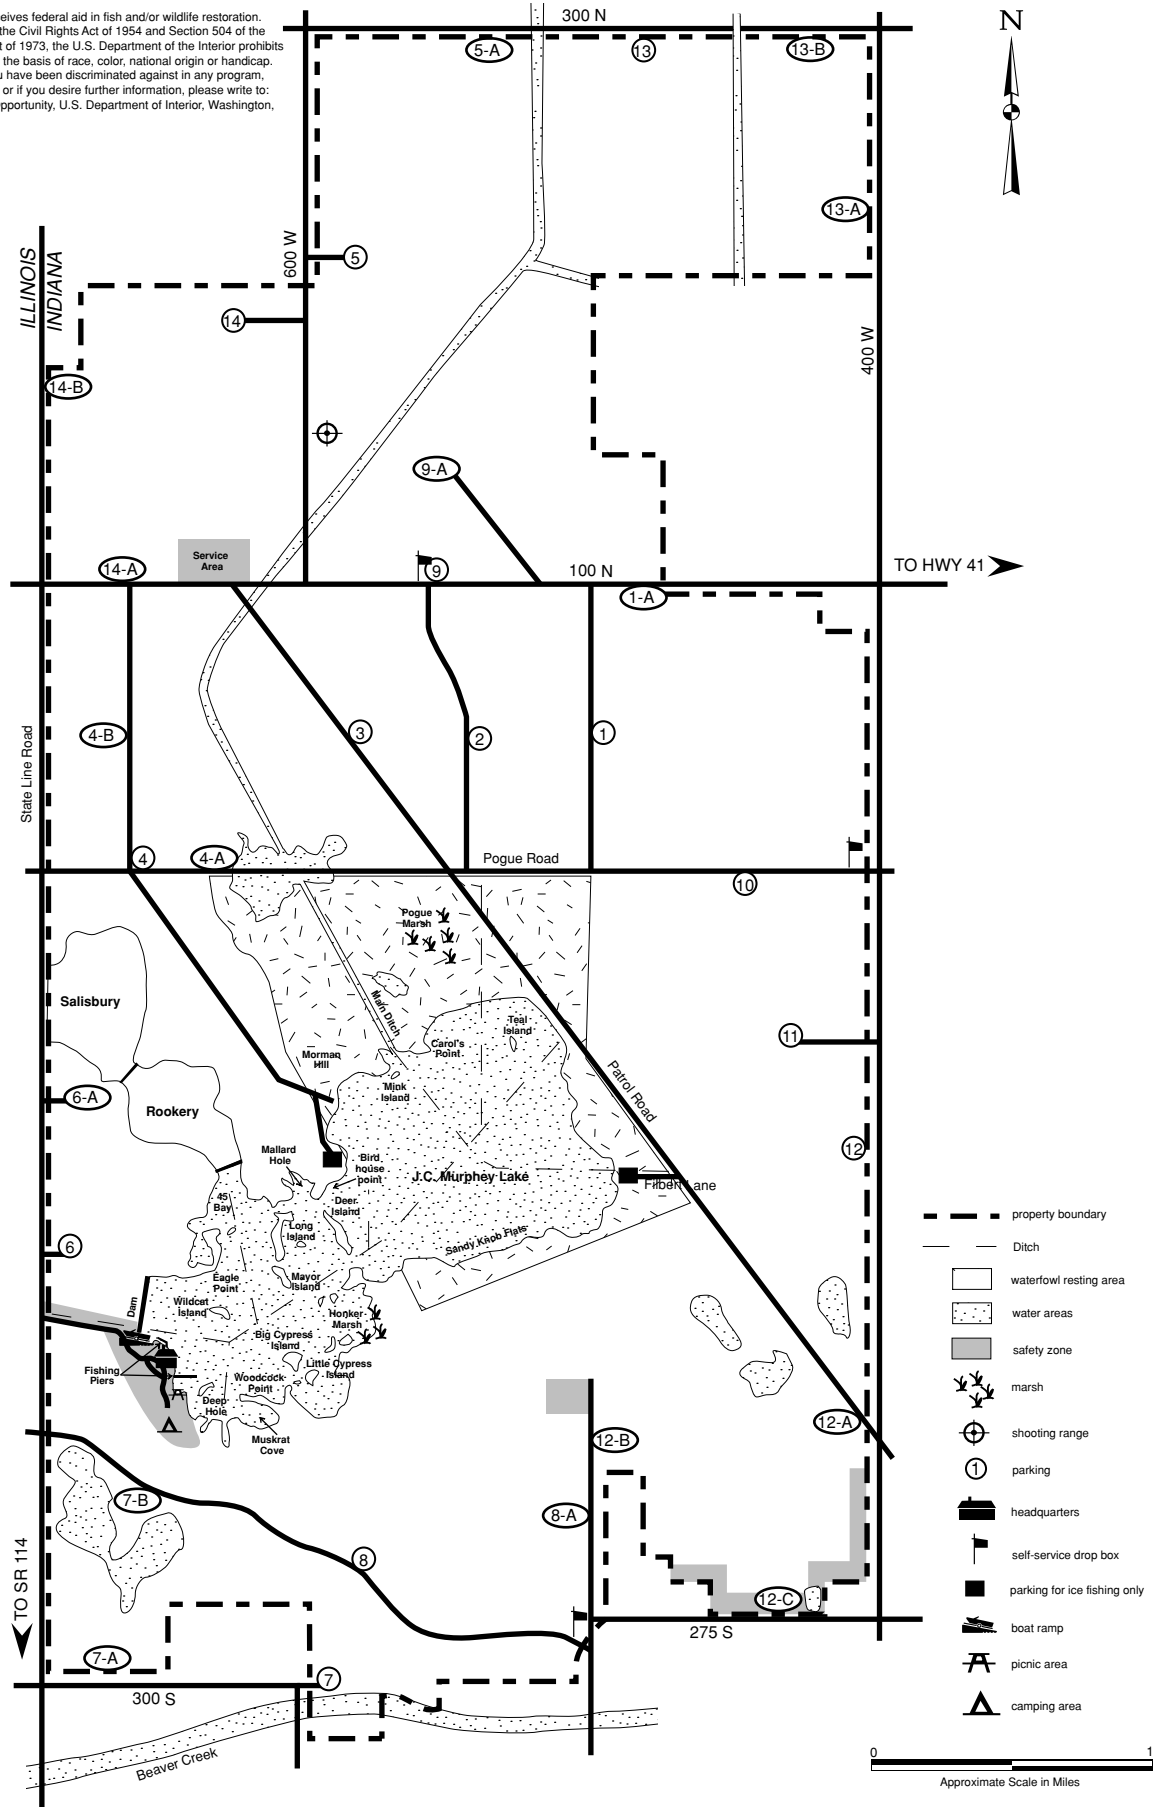 eives federal aid in fish and/or wildlife restoration.
the Civil Rights Act of 1954 and Section 504 of the
t of 1973, the U.S. Department of the Interior prohibits
the basis of race, color, national origin or handicap.
u have been discriminated against in any program,
or if you desire further information, please write to:
pportunity, U.S. Department of Interior, Washington,
300 N
N
5-A
13
13-B
13-A
ILLINOIS
INDIANA
600 W
5
14
400 W
14-B
9-A
Service
Area
14-A
9
100 N
TO HWY 41
1-A
State Line Road
4-B
3
2
1
4
4-A
Pogue Road
10
Pogue
Marsh
Salisbury
Main Ditch
Teal
Island
Carol's
Point
11
Morman
Hill
Mink
Island
Patrol Road
6-A
Rookery
12
Mallard
Hole
Bird
house
point
J.C. Murphey Lake
Filbert Lane
45
Bay
Deer
Island
Long
Island
Sandy Knob Flats
6
Eagle
Point
Mayor
Island
Dam
Wildcat
Island
Honker
Marsh
Big Cypress
Island
Little Cypress
Island
Fishing
Piers
Woodcock
Point
Deep
Hole
Muskrat
Cove
12-A
12-B
7-B
8-A
8
TO SR 114
12-C
275 S
7-A
7
300 S
Beaver Creek
property boundary
Ditch
waterfowl resting area
water areas
safety zone
marsh
shooting range
1
parking
headquarters
self-service drop box
parking for ice fishing only
boat ramp
picnic area
camping area
0
1
Approximate Scale in Miles